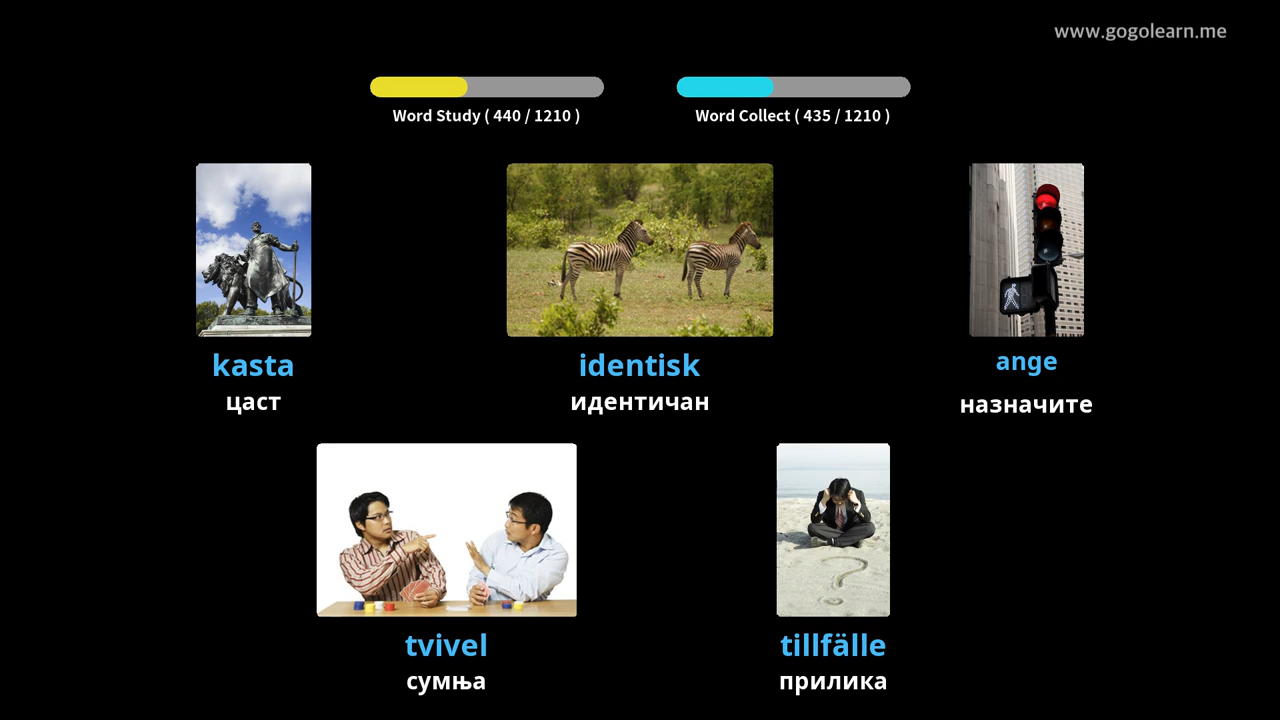 www.gogolearn.me
Word Study ( 440 / 1210 )
Word Collect ( 435 / 1210 )
kasta
цаст
identisk
идентичан
ange
назначите
tvivel
сумња
tillfälle
прилика